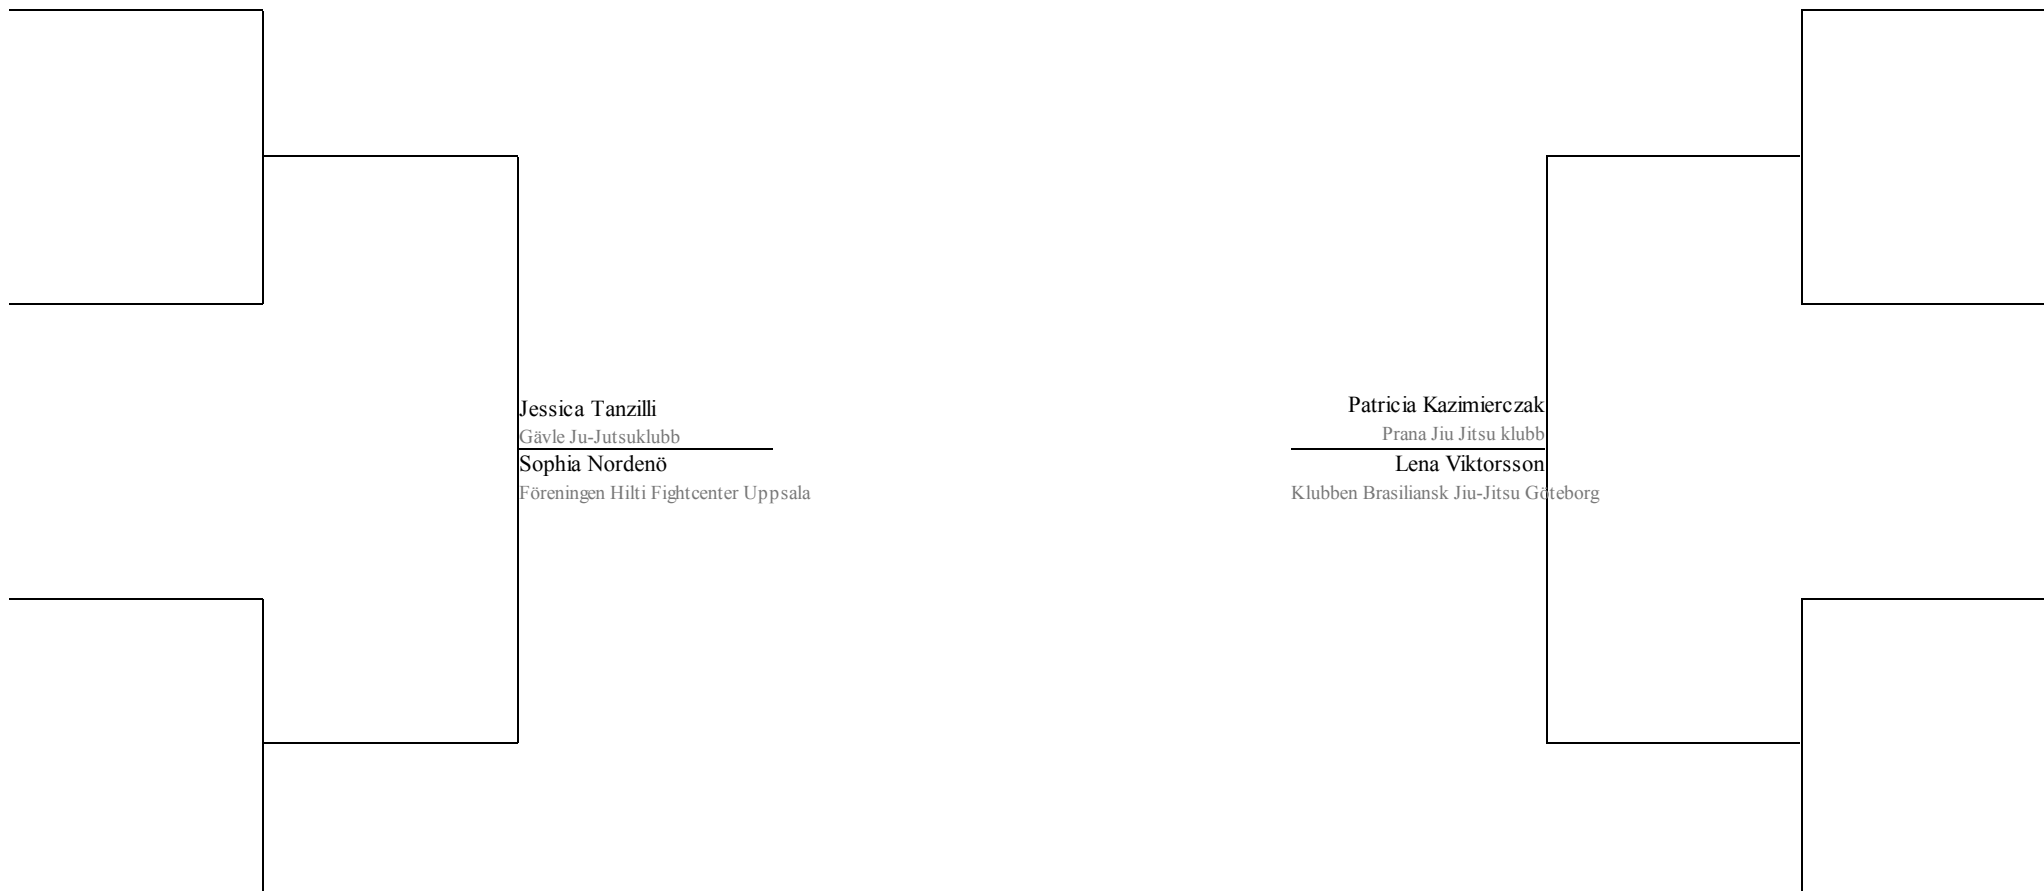 Jessica Tanzilli
Gävle Ju-Jutsuklubb
Sophia Nordenö
Föreningen Hilti Fightcenter Uppsala
Patricia Kazimierczak
Prana Jiu Jitsu klubb
Lena Viktorsson
Klubben Brasiliansk Jiu-Jitsu Göteborg